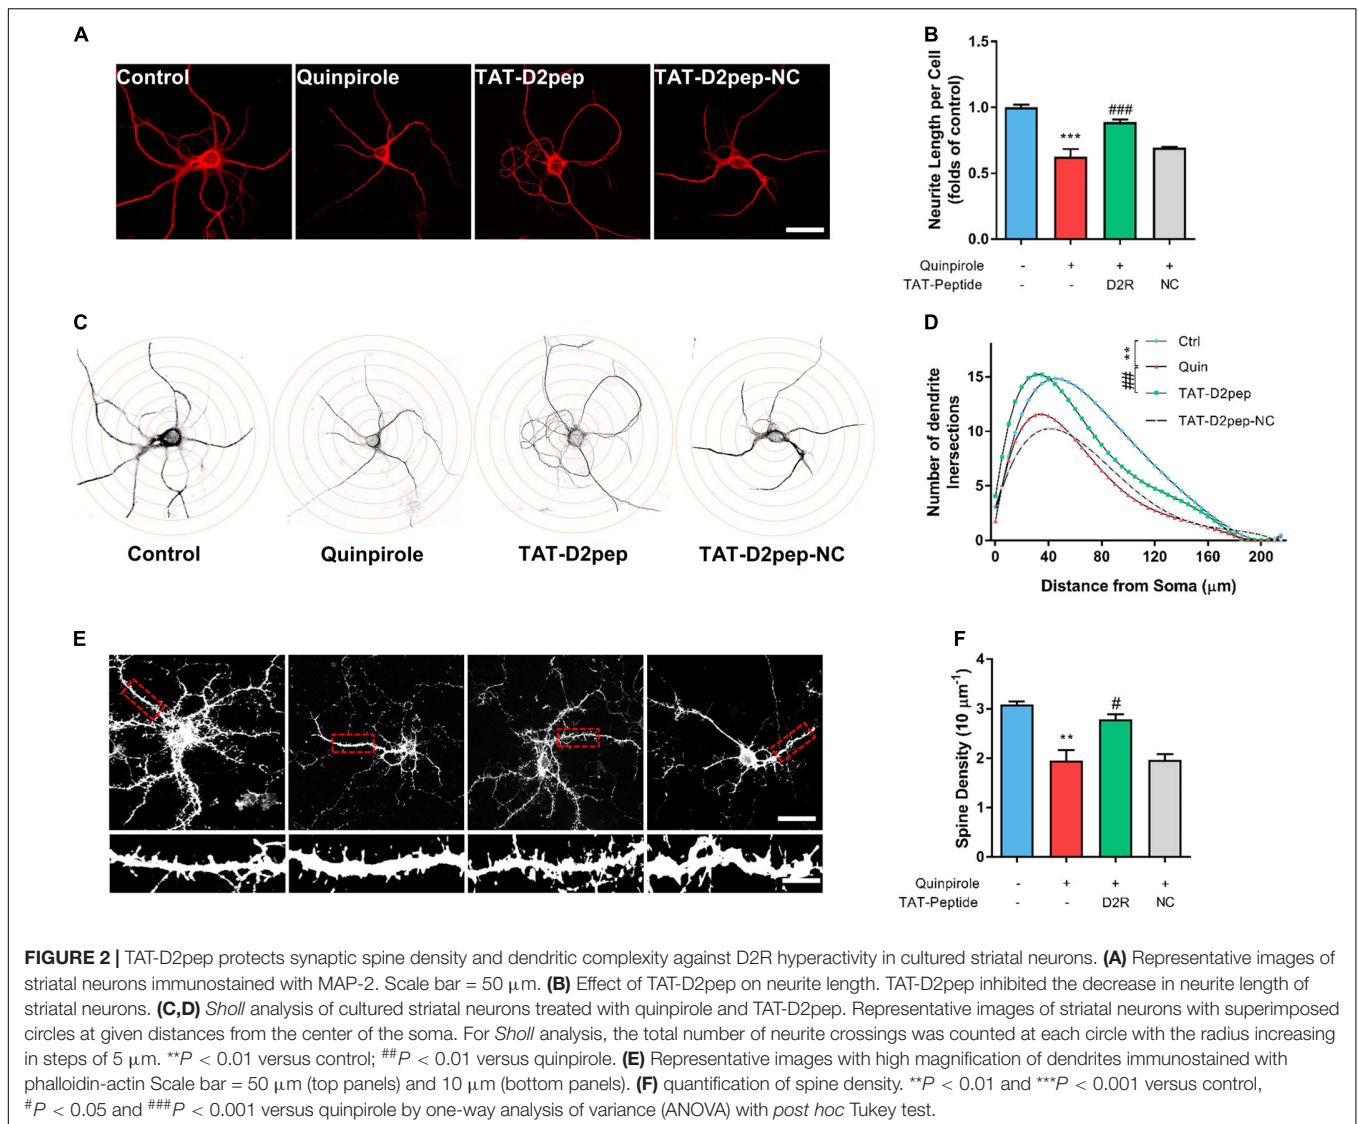 A
Control
Quinpirole
TAT-D2pep
TAT-D2pep-NC
B
Neurite Length per Cell
(folds of control)
1.5
1.0
0.5
0.0
***
###
Quinpirole - + + +
TAT-Peptide - - D2R NC
C
Control
Quinpirole
TAT-D2pep
TAT-D2pep-NC
D
Number of dendrite
Inersections
15
10
5
0
0 40 80 120 160 200
Distance from Soma (μm)
Ctrl
Quin
TAT-D2pep
TAT-D2pep-NC
**
##
E
F
Spine Density (10 μm-1)
4
3
2
1
0
**
#
Quinpirole - + + +
TAT-Peptide - - D2R NC
FIGURE 2 | TAT-D2pep protects synaptic spine density and dendritic complexity against D2R hyperactivity in cultured striatal neurons. (A) Representative images of
striatal neurons immunostained with MAP-2. Scale bar = 50 μm. (B) Effect of TAT-D2pep on neurite length. TAT-D2pep inhibited the decrease in neurite length of
striatal neurons. (C,D) Sholl analysis of cultured striatal neurons treated with quinpirole and TAT-D2pep. Representative images of striatal neurons with superimposed
circles at given distances from the center of the soma. For Sholl analysis, the total number of neurite crossings was counted at each circle with the radius increasing
in steps of 5 μm. **P < 0.01 versus control; ##P < 0.01 versus quinpirole. (E) Representative images with high magnification of dendrites immunostained with
phalloidin-actin Scale bar = 50 μm (top panels) and 10 μm (bottom panels). (F) quantification of spine density. **P < 0.01 and ***P < 0.001 versus control,
#P < 0.05 and ###P < 0.001 versus quinpirole by one-way analysis of variance (ANOVA) with post hoc Tukey test.